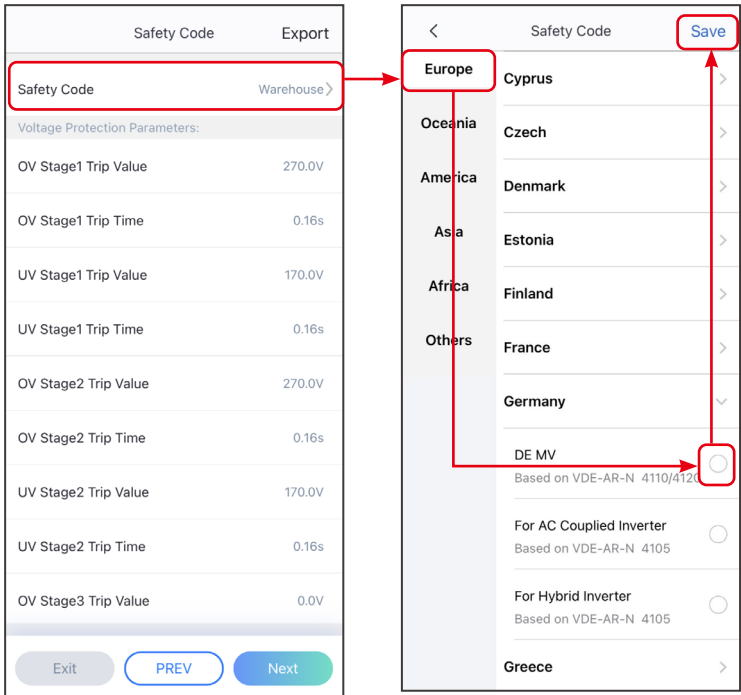 Safety Code Export
Safety Code Warehouse
Voltage Protection Parameters:
OV Stage1 Trip Value 270.0V
OV Stage1 Trip Time 0.16s
UV Stage1 Trip Value 170.0V
UV Stage1 Trip Time 0.16s
OV Stage2 Trip Value 270.0V
OV Stage2 Trip Time 0.16s
UV Stage2 Trip Value 170.0V
UV Stage2 Trip Time 0.16s
OV Stage3 Trip Value 0.0V
Exit PREV Next
Safety Code Save
Europe
Oceania
America
Asia
Africa
Others
Cyprus
Czech
Denmark
Estonia
Finland
France
Germany
DE MV
Based on VDE-AR-N 4110/4120
For AC Couplied Inverter
Based on VDE-AR-N 4105
For Hybrid Inverter
Based on VDE-AR-N 4105
Greece